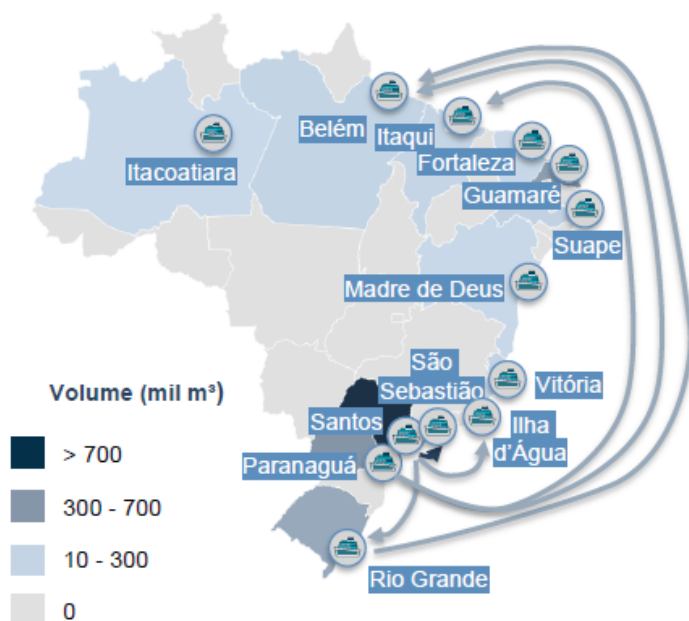 Belém
Itaqui
Itacoatiara
Fortaleza
Guamaré
Suape
Madre de Deus
São
Sebastião
Vitória
Santos
Ilha
d'Água
Paranaguá
Rio Grande
Volume (mil m³)
> 700
300 - 700
10 - 300
0